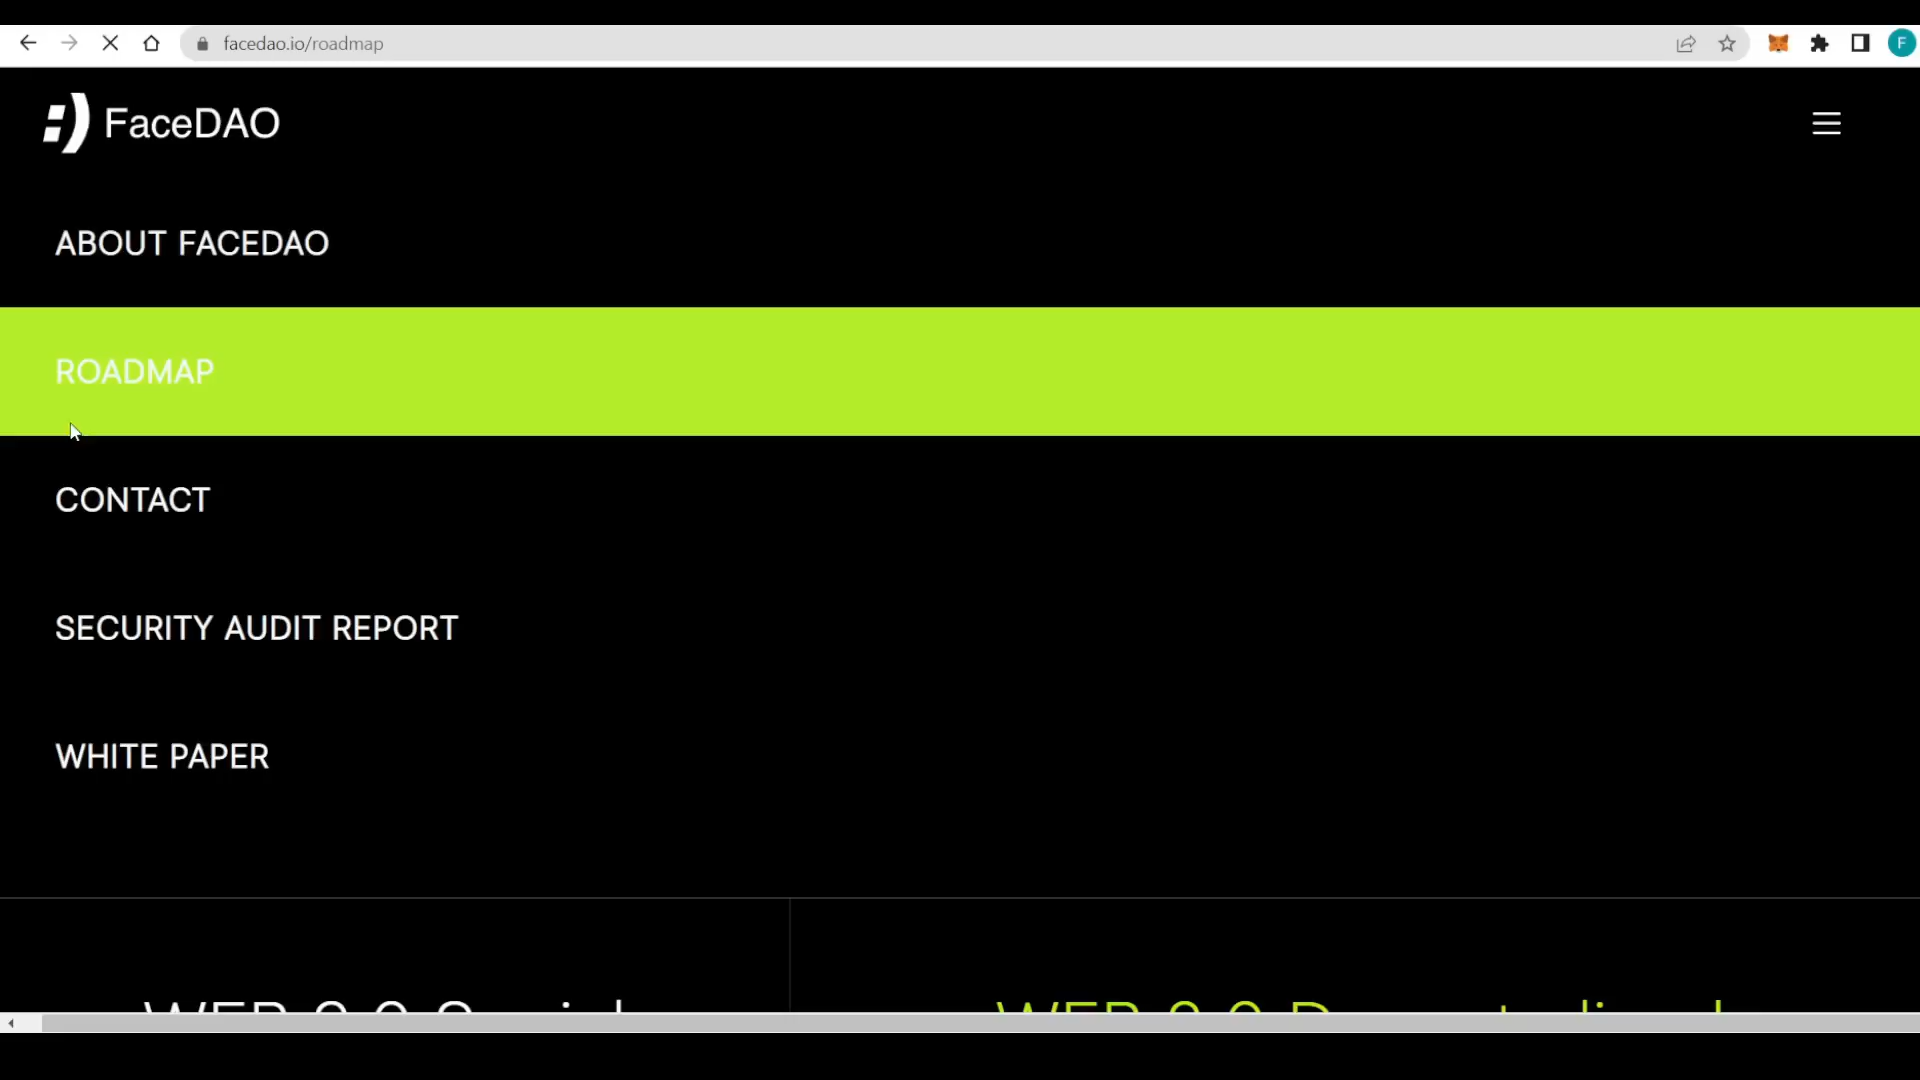 facedao.io/roadmap
F
:) FaceDAO
ABOUT FACEDAO
ROADMAP
CONTACT
SECURITY AUDIT REPORT
WHITE PAPER